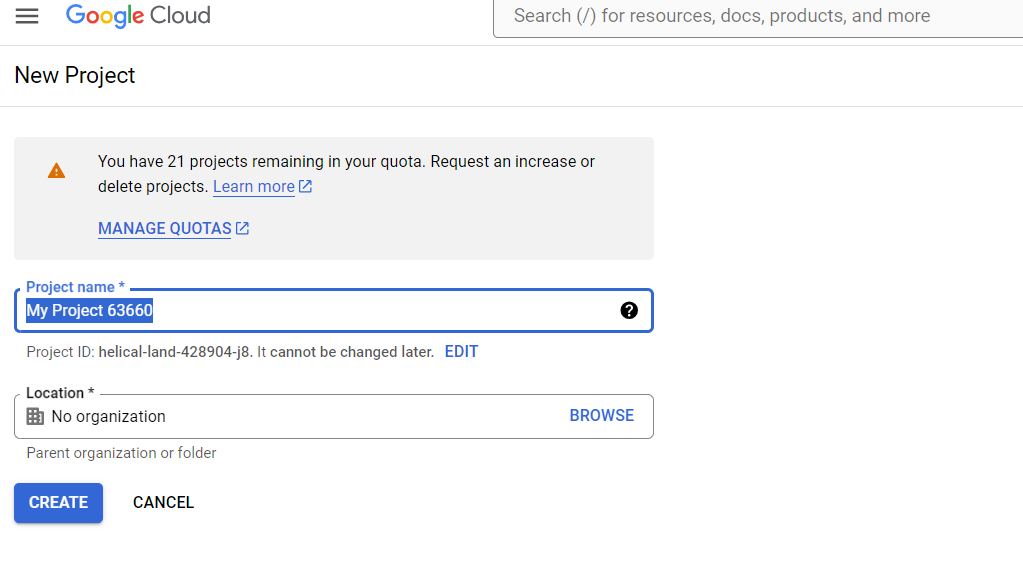 Google Cloud
Search (/) for resources, docs, products, and more
New Project
You have 21 projects remaining in your quota. Request an increase or
delete projects. Learn more
MANAGE QUOTAS
Project name *
My Project 63660
Project ID: helical-land-428904-j8. It cannot be changed later. EDIT
Location *
No organization BROWSE
Parent organization or folder
CREATE CANCEL